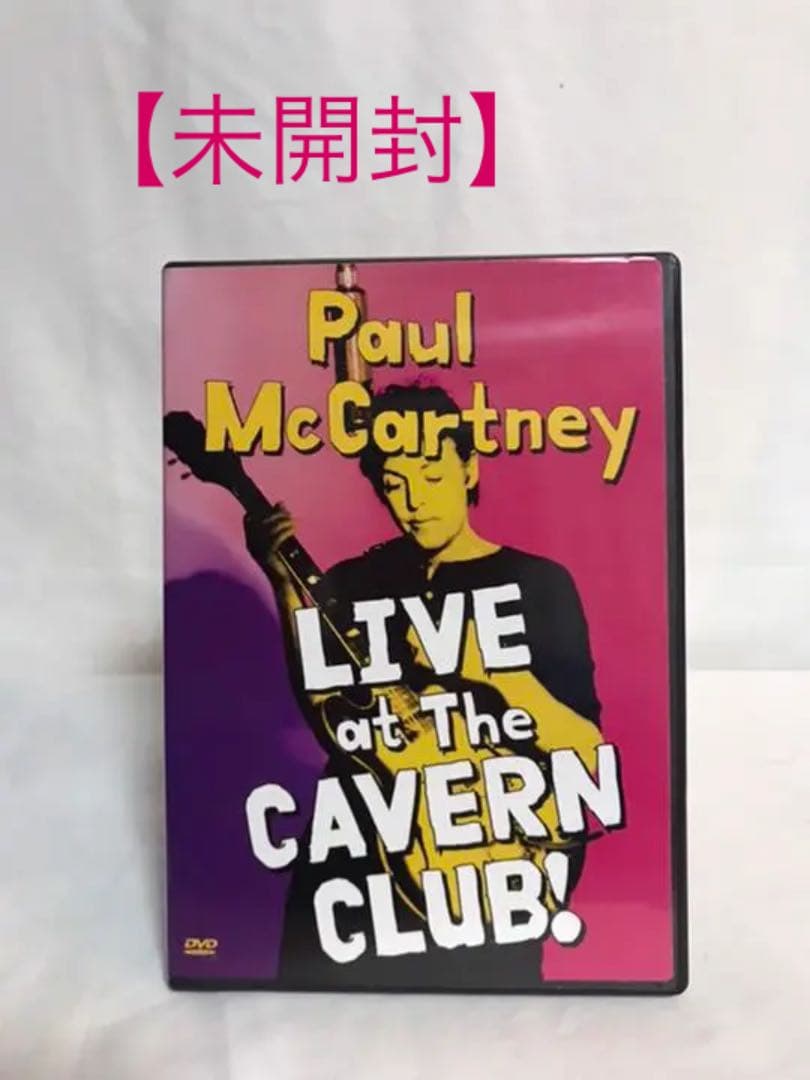 【未開封】
Paul
McCartney
LIVE
at The
CAVERN
CLUB!
DVD